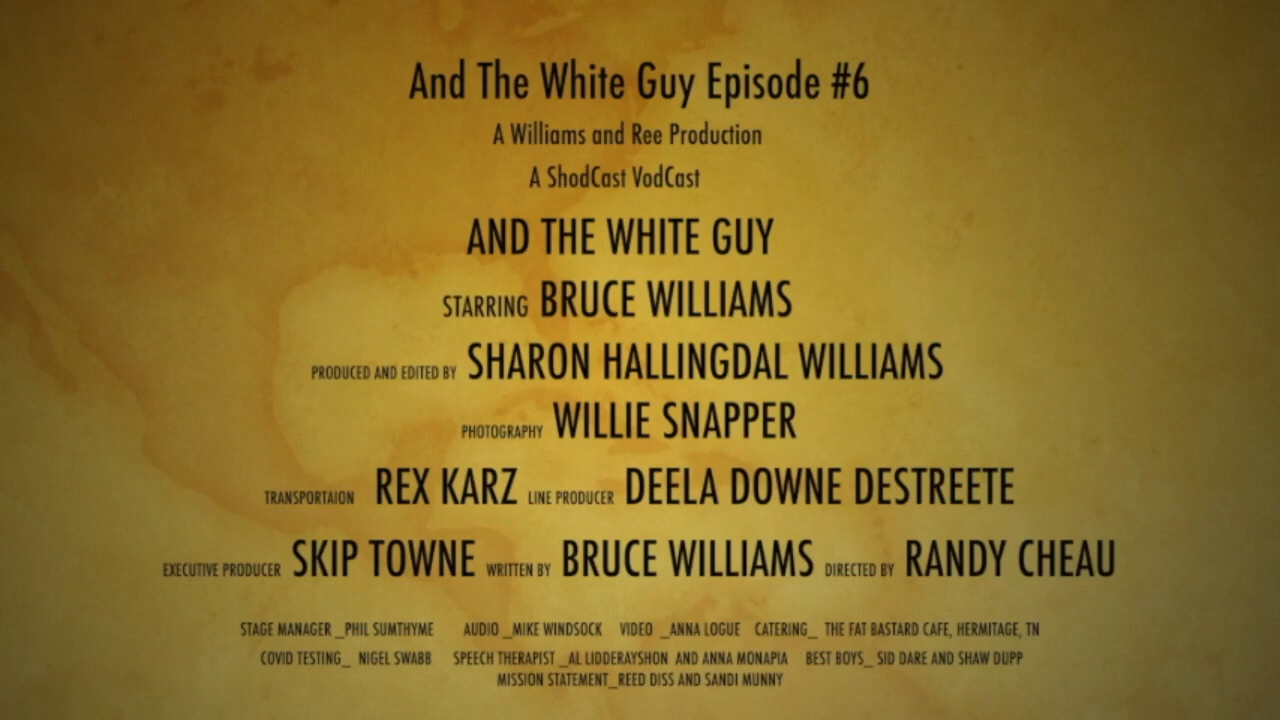 And The White Guy Episode #6
A Williams and Ree Production
A ShodCast VodCast
AND THE WHITE GUY
STARRING BRUCE WILLIAMS
PRODUCED AND EDITED BY SHARON HALLINGDAL WILLIAMS
PHOTOGRAPHY WILLIE SNAPPER
TRANSPORTAION REX KARZ LINE PRODUCER DEELA DOWNE DESTREETE
EXECUTIVE PRODUCER SKIP TOWNE WRITTEN BY BRUCE WILLIAMS DIRECTED BY RANDY CHEAU
STAGE MANAGER _PHIL SUMTHYME AUDIO _MIKE WINDSOCK VIDEO _ANNA LOGUE CATERING_ THE FAT BASTARD CAFE, HERMITAGE, TN
COVID TESTING_ NIGEL SWABB SPEECH THERAPIST _AL LIDDERAYSHON AND ANNA MONAPIA BEST BOYS_ SID DARE AND SHAW DUPP
MISSION STATEMENT_REED DISS AND SANDI MUNNY